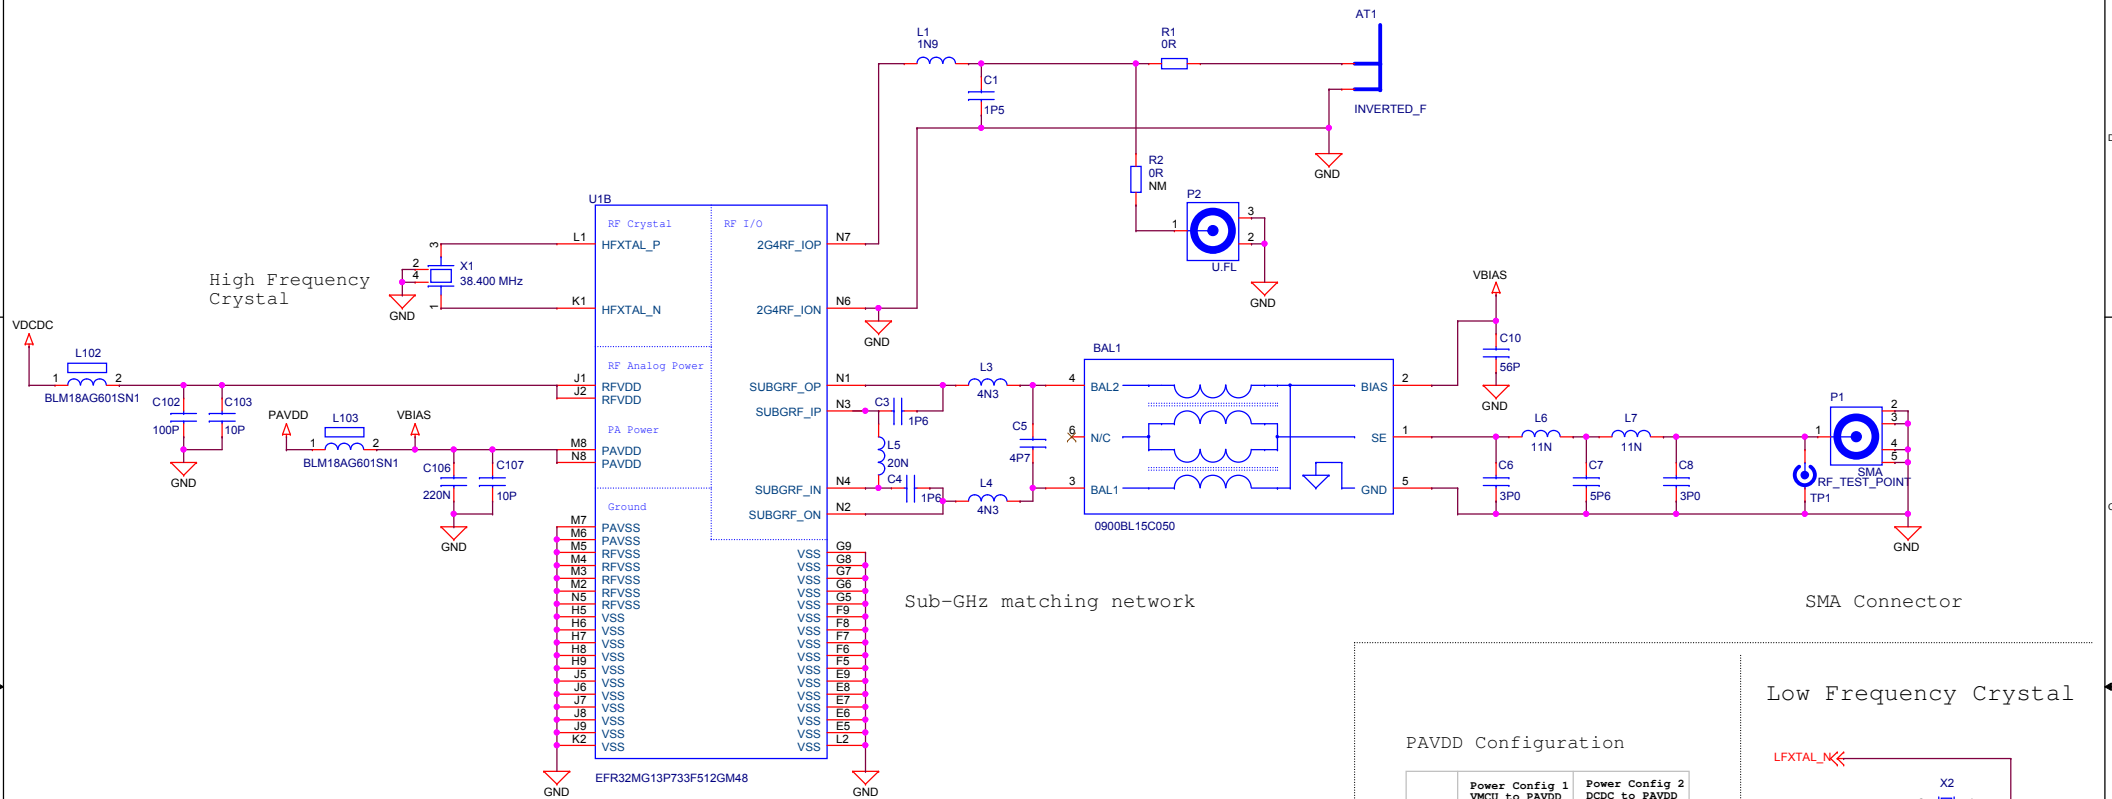 AT1
L1
1N9
R1
0R
C1
1P5
INVERTED_F
GND
R2
0R
NM
P2
1
3
2
U.FL
GND
U1B
RF Crystal
RF I/O
L1
HFXTAL_P
2G4RF_IOP
N7
3
2
4
X1
38.400 MHz
1
GND
High Frequency
Crystal
K1
HFXTAL_N
2G4RF_ION
N6
GND
VDCDC
L102
1
2
BLM18AG601SN1
C102
100P
C103
10P
GND
RF Analog Power
J1
RFVDD
J2
RFVDD
PAVDD
L103
VBIAS
1
2
BLM18AG601SN1
C106
220N
C107
10P
GND
PA Power
M8
PAVDD
N8
PAVDD
SUBGRF_OP
N1
SUBGRF_IP
N3
SUBGRF_IN
N4
SUBGRF_ON
N2
C3
1P6
L5
20N
C4
1P6
L3
4N3
L4
4N3
C5
4P7
BAL1
4
BAL2
6
N/C
3
BAL1
BIAS
2
SE
1
GND
5
0900BL15C050
VBIAS
C10
56P
GND
L6
11N
L7
11N
C6
3P0
C7
5P6
C8
3P0
P1
1
2
3
4
5
SMA
RF_TEST_POINT
TP1
GND
Ground
M7
PAVSS
M6
PAVSS
M5
RFVSS
M4
RFVSS
M3
RFVSS
M2
RFVSS
N5
RFVSS
H5
VSS
H6
VSS
H7
VSS
H8
VSS
H9
VSS
J5
VSS
J6
VSS
J7
VSS
J8
VSS
J9
VSS
K2
VSS
GND
VSS
G9
VSS
G8
VSS
G7
VSS
G6
VSS
G5
VSS
F9
VSS
F8
VSS
F7
VSS
F6
VSS
F5
VSS
E9
VSS
E8
VSS
E7
VSS
E6
VSS
E5
VSS
L2
GND
EFR32MG13P733F512GM48
Sub-GHz matching network
SMA Connector
PAVDD Configuration
Power Config 1
VMCU to PAVDD
Power Config 2
DCDC to PAVDD
Low Frequency Crystal
LFXTAL_N
X2